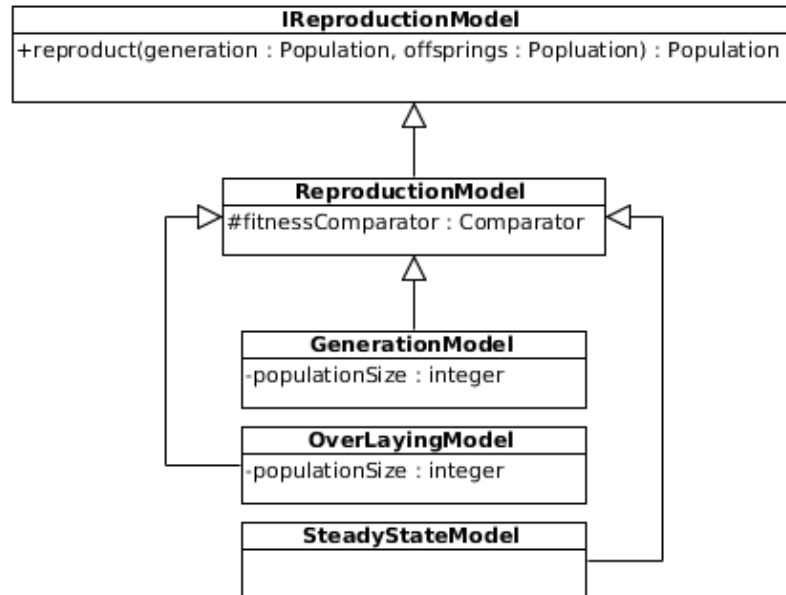 IReproductionModel
+reproduct(generation : Population, offsprings : Popluation) : Population
ReproductionModel
#fitnessComparator : Comparator
GenerationModel
-populationSize : integer
OverLayingModel
-populationSize : integer
SteadyStateModel